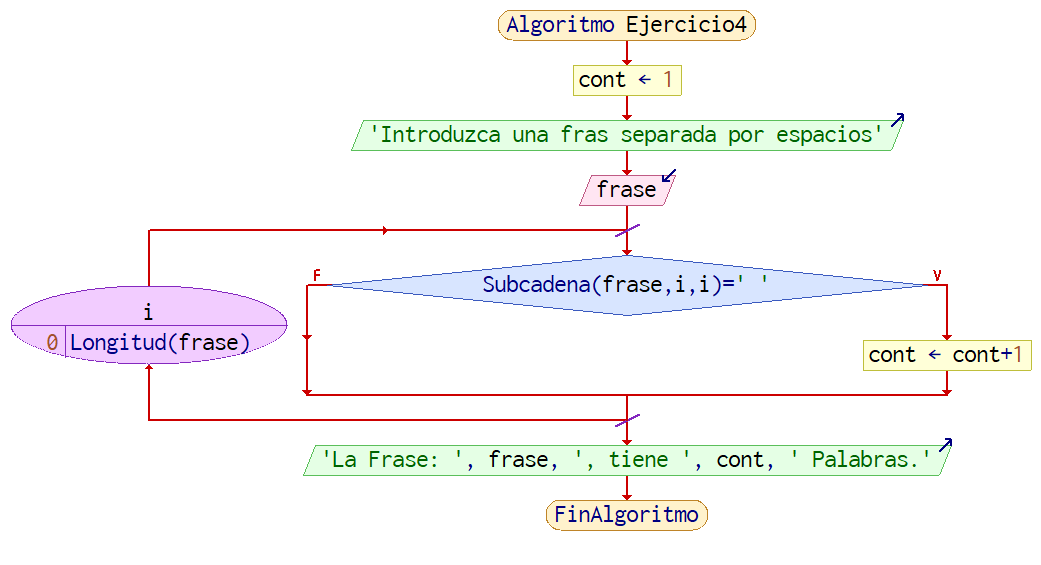 Algoritmo Ejercicio4
cont ← 1
'Introduzca una fras separada por espacios'
frase
F
Subcadena(frase,i,i)=' '
V
i
0 Longitud(frase)
cont ← cont+1
'La Frase: ', frase, ', tiene ', cont, ' Palabras.'
FinAlgoritmo